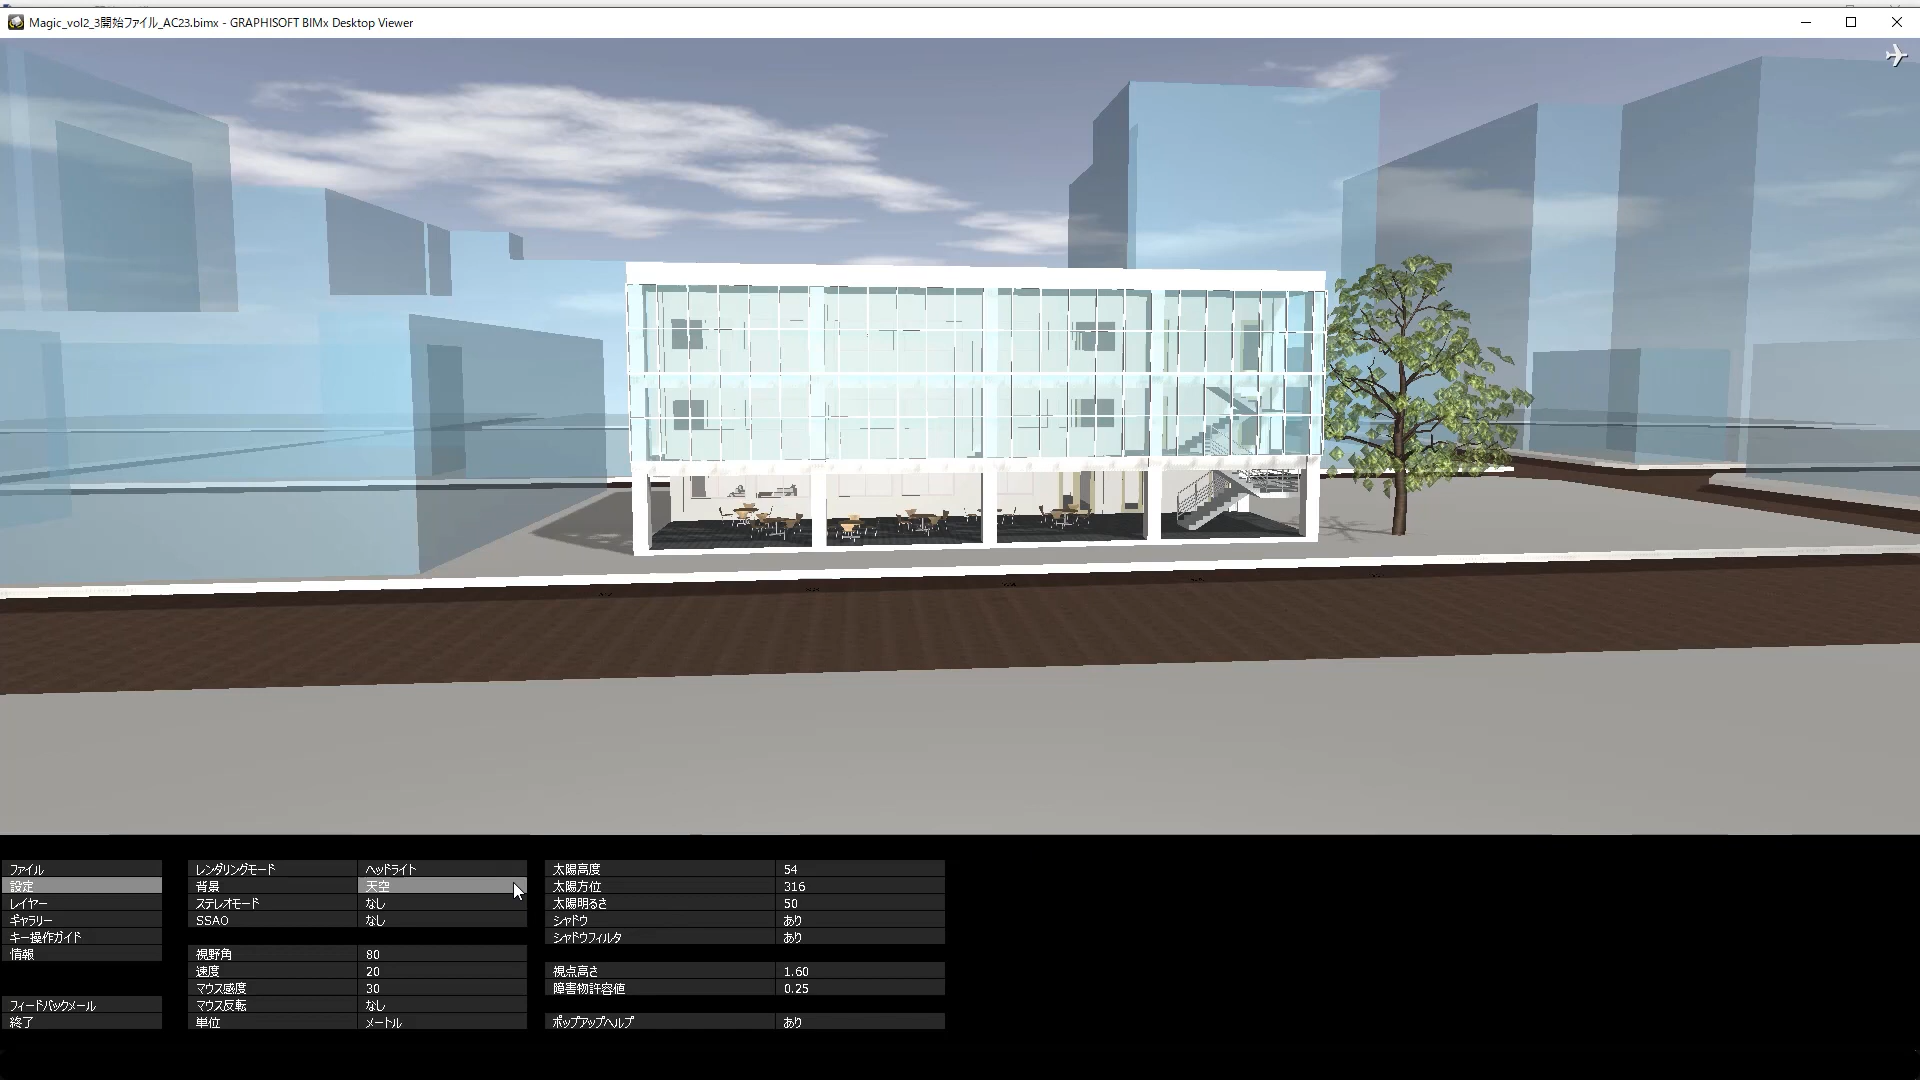 Magic_vol2_3開始ファイル_AC23.bimx - GRAPHISOFT BIMx Desktop Viewer
ファイル
設定
レイヤー
ギャラリー
キー操作ガイド
情報
フィードバックメール
終了
レンダリングモード ヘッドライト
背景 天空
ステレオモード なし
SSAO なし
視野角 80
速度 20
マウス感度 30
マウス反転 なし
単位 メートル
太陽高度 54
太陽方位 316
太陽明るさ 50
シャドウ あり
シャドウフィルタ あり
視点高さ 1.60
障害物許容値 0.25
ポップアップヘルプ あり